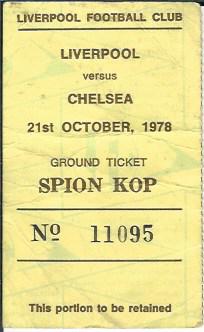 LIVERPOOL FOOTBALL CLUB
LIVERPOOL
versus
CHELSEA
21st OCTOBER, 1978
GROUND TICKET
SPION KOP
Nº 11095
This portion to be retained